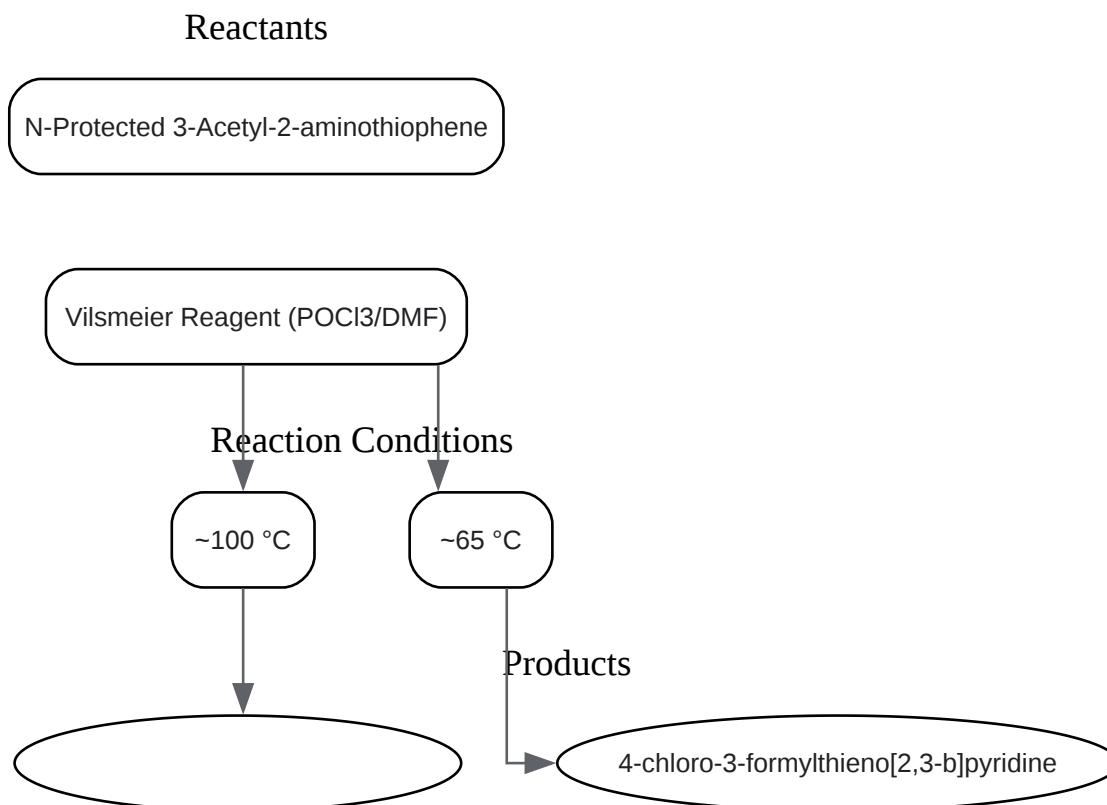 Reactants
N-Protected 3-Acetyl-2-aminothiophene
Vilsmeier Reagent (POCl3/DMF)
Reaction Conditions
~100 °C
~65 °C
Products
4-chloro-3-formylthieno[2,3-b]pyridine